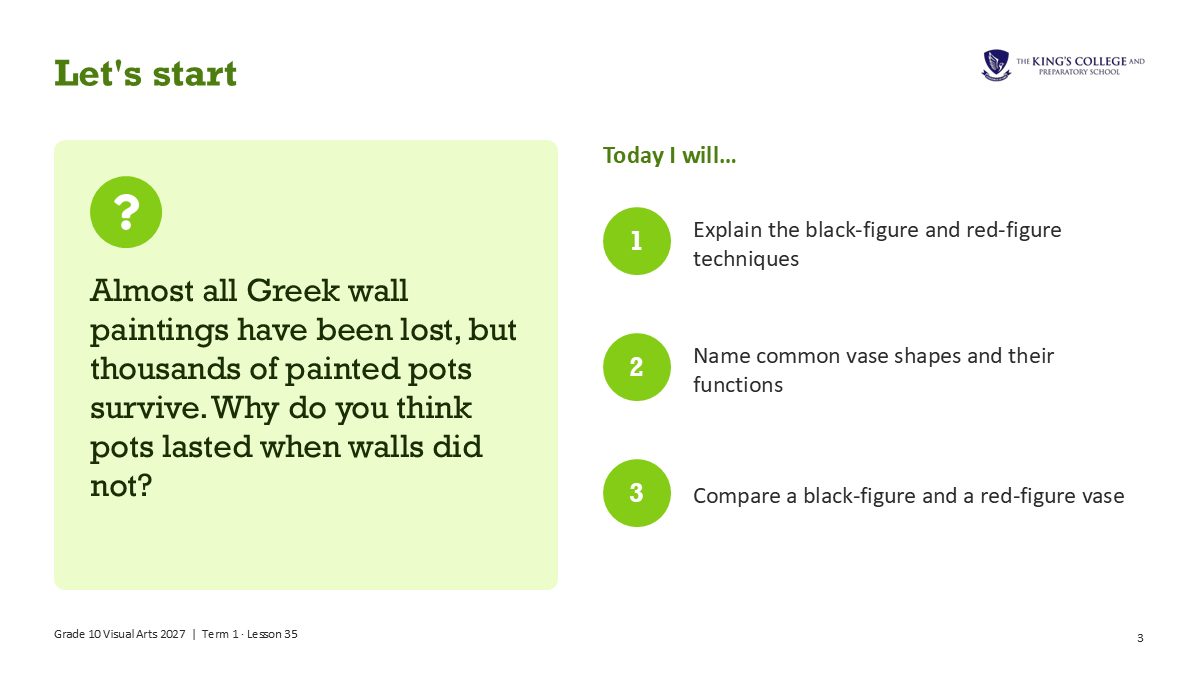 Let's start
THE KING'S COLLEGE AND
PREPARATORY SCHOOL
?
Almost all Greek wall
paintings have been lost, but
thousands of painted pots
survive. Why do you think
pots lasted when walls did
not?
Today I will...
1
Explain the black-figure and red-figure
techniques
2
Name common vase shapes and their
functions
3
Compare a black-figure and a red-figure vase
Grade 10 Visual Arts 2027 | Term 1 · Lesson 35
3